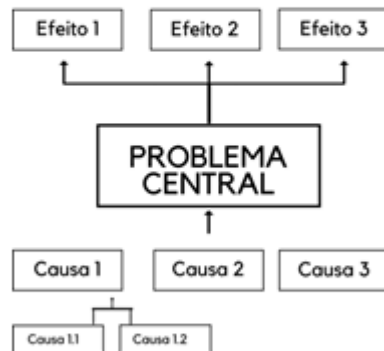 Efeito 1
Efeito 2
Efeito 3
PROBLEMA
CENTRAL
Causa 1
Causa 2
Causa 3
Causa 1.1
Causa 1.2